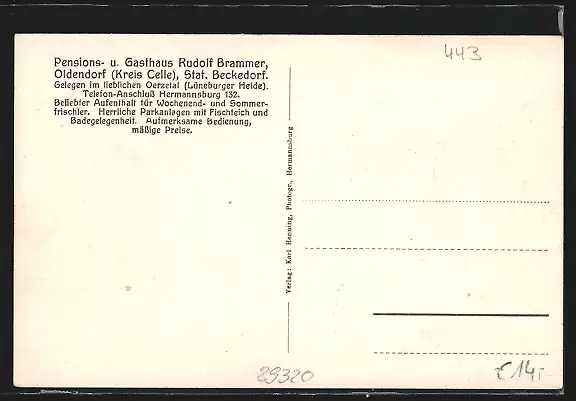 Pensions- u. Gasthaus Rudolf Brammer,
Oldendorf (Kreis Celle), Stat. Beckedorf.
Gelegen im lieblichen Oerzetal (Lüneburger Heide).
Telefon-Anschluß Hermannsburg 132.
Beliebter Aufenthalt für Wochenend- und Sommer-
frischler. Herrliche Parkanlagen mit Fischteich und
Badegelegenheit. Aufmerksame Bedienung,
mäßige Preise.
Verlag: Karl Henning, Photogr., Hermannsburg
443
29320
€14,-